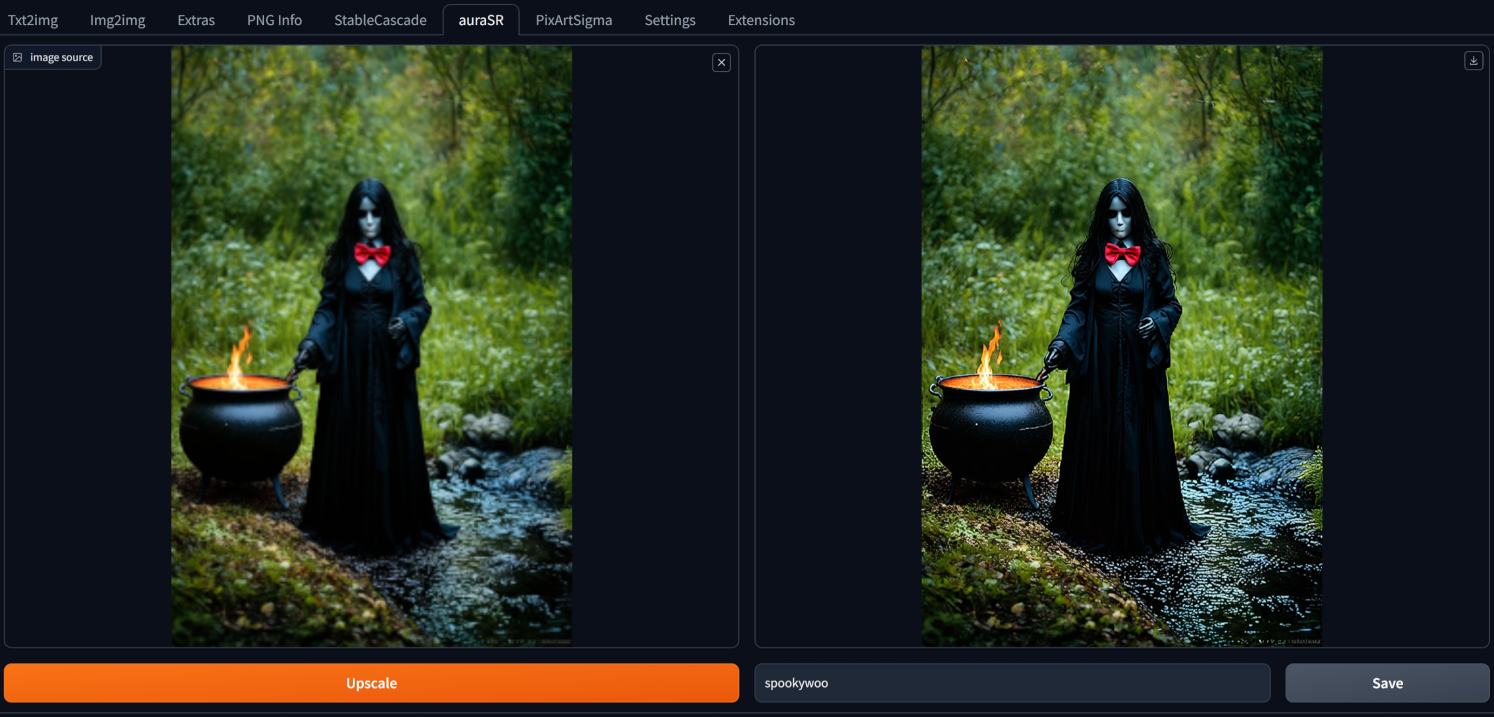 Txt2img Img2img Extras PNG Info StableCascade auraSR PixArtSigma Settings Extensions
image source
Upscale
spookywoo
Save